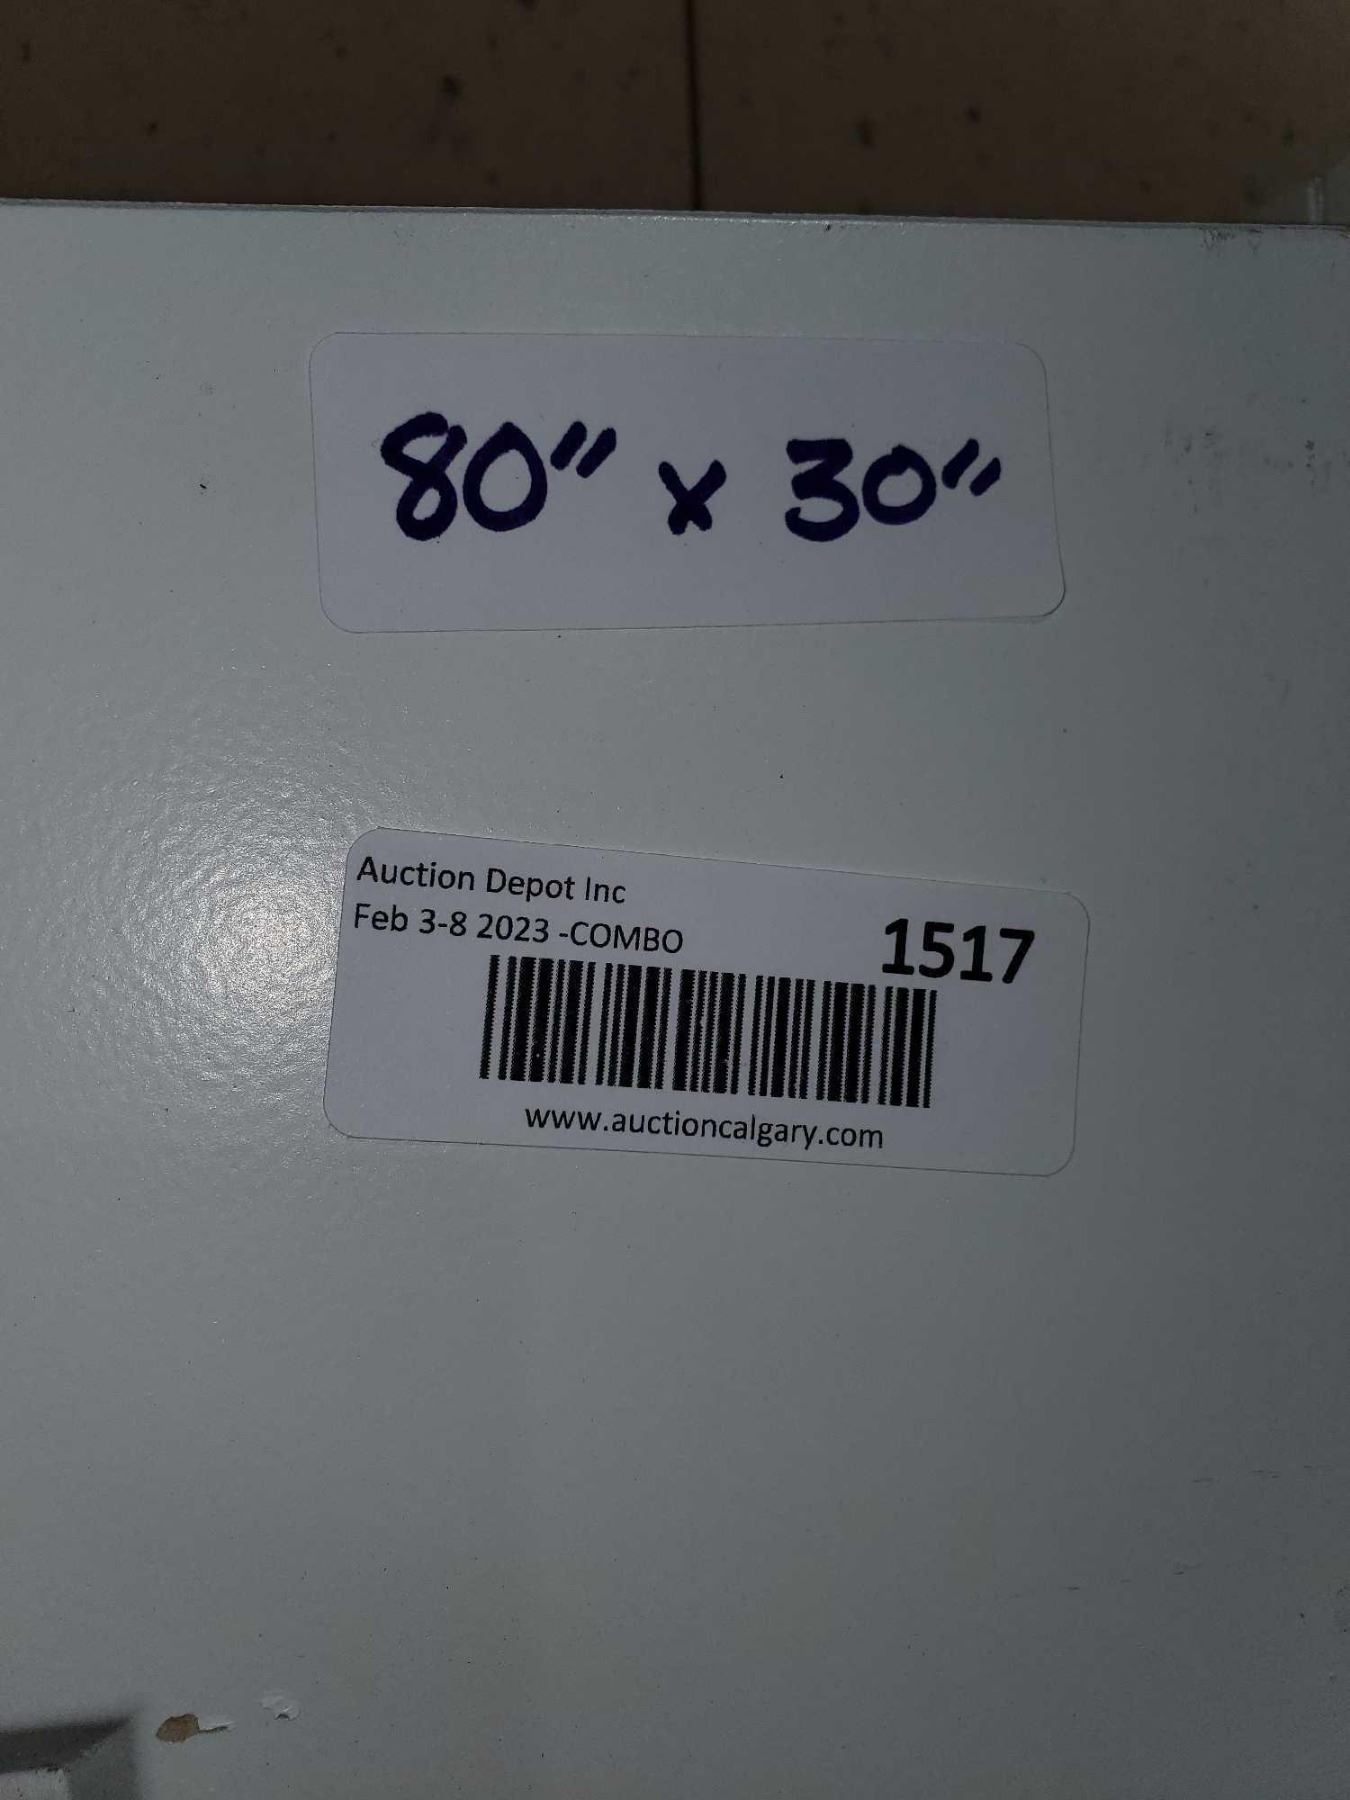 80" x 30"
Auction Depot Inc
Feb 3-8 2023 -COMBO
1517
www.auctioncalgary.com